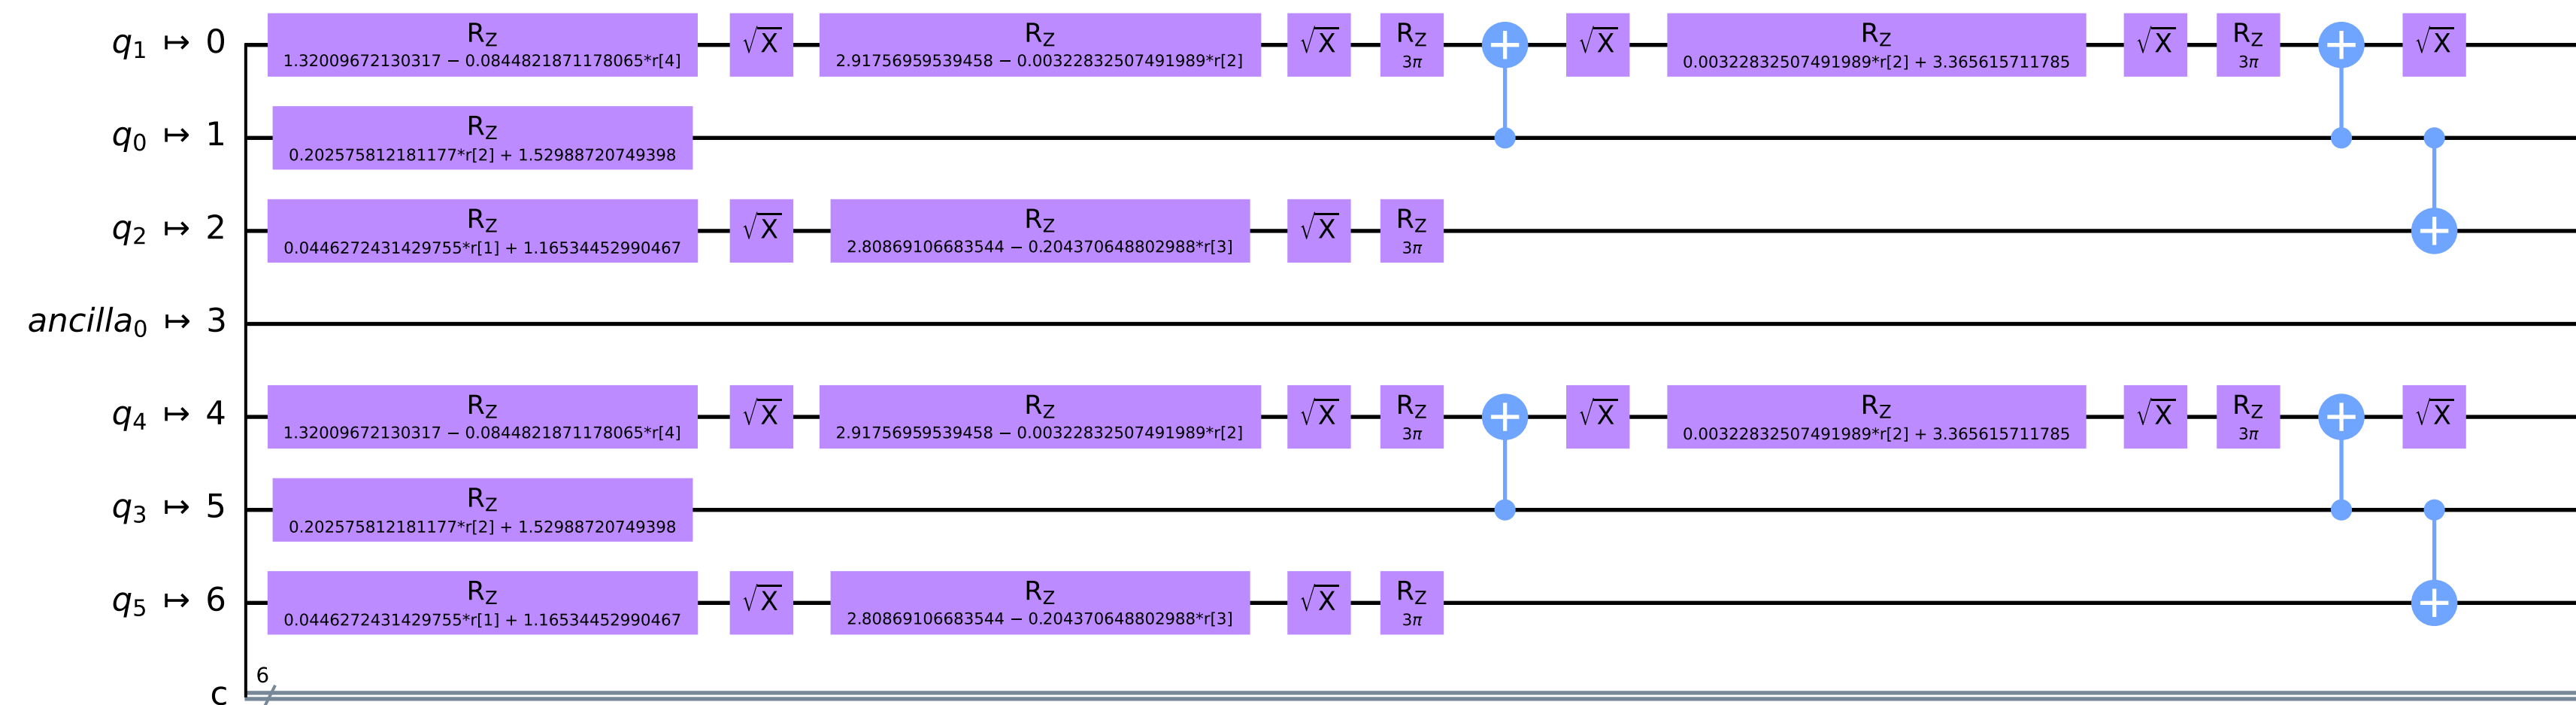 q1 ↦ 0
RZ
1.32009672130317 − 0.0844821871178065*r[4]
√X
RZ
2.91756959539458 − 0.00322832507491989*r[2]
√X
RZ
3π
√X
RZ
0.00322832507491989*r[2] + 3.365615711785
√X
RZ
3π
√X
q0 ↦ 1
RZ
0.202575812181177*r[2] + 1.52988720749398
q2 ↦ 2
RZ
0.0446272431429755*r[1] + 1.16534452990467
√X
RZ
2.80869106683544 − 0.204370648802988*r[3]
√X
RZ
3π
ancilla0 ↦ 3
q4 ↦ 4
RZ
1.32009672130317 − 0.0844821871178065*r[4]
√X
RZ
2.91756959539458 − 0.00322832507491989*r[2]
√X
RZ
3π
√X
RZ
0.00322832507491989*r[2] + 3.365615711785
√X
RZ
3π
√X
q3 ↦ 5
RZ
0.202575812181177*r[2] + 1.52988720749398
q5 ↦ 6
RZ
0.0446272431429755*r[1] + 1.16534452990467
√X
RZ
2.80869106683544 − 0.204370648802988*r[3]
√X
RZ
3π
6
c